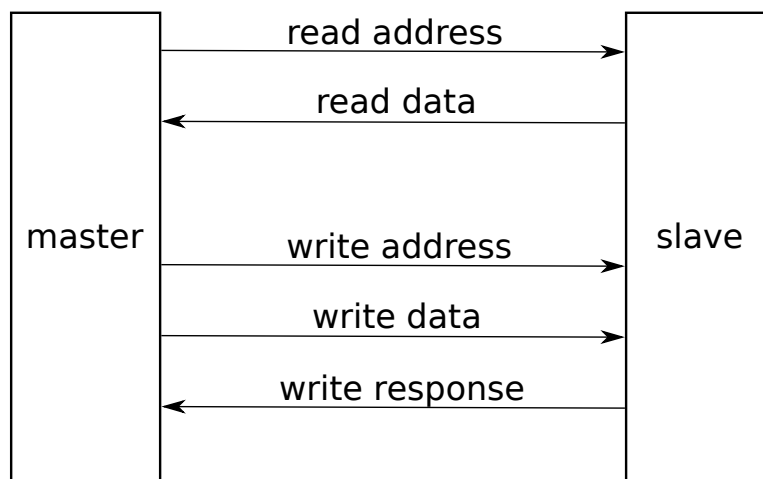 read address
read data
master
slave
write address
write data
write response